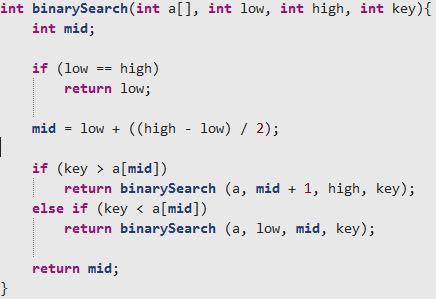 int binarySearch(int a[], int low, int high, int key){
    int mid;

    if (low == high)
        return low;

    mid = low + ((high - low) / 2);

    if (key > a[mid])
        return binarySearch (a, mid + 1, high, key);
    else if (key < a[mid])
        return binarySearch (a, low, mid, key);

    return mid;
}